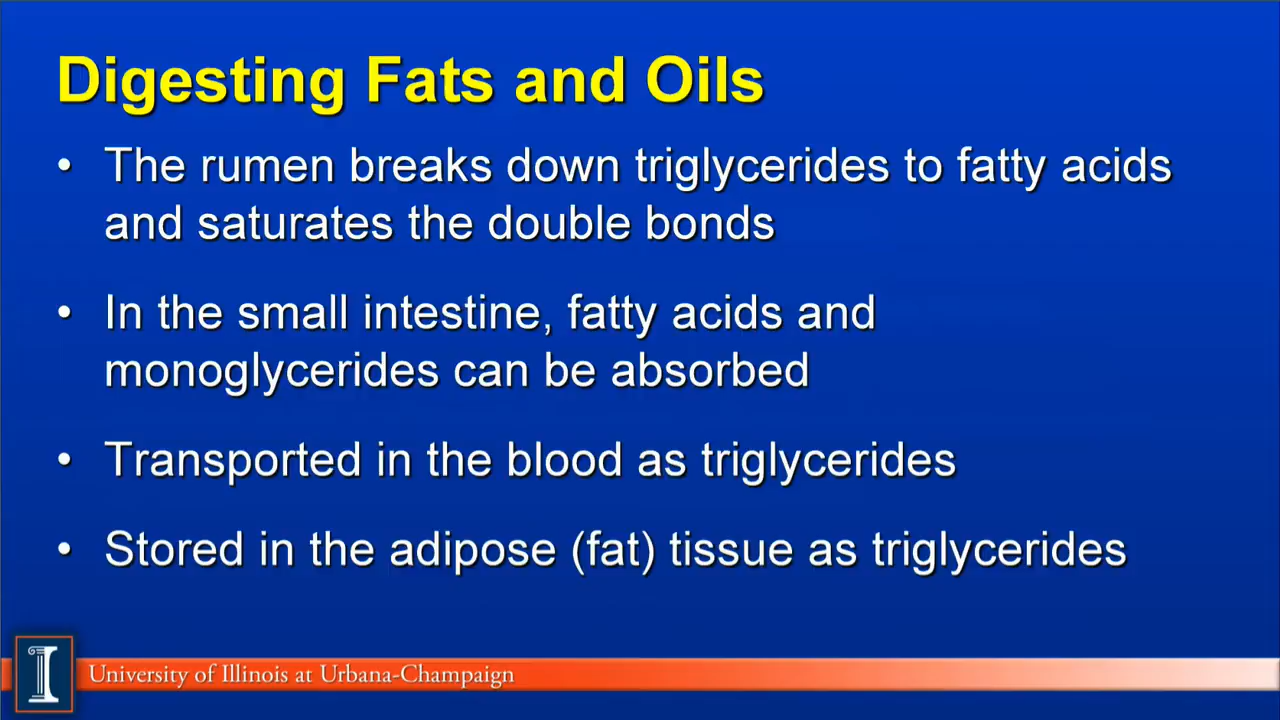 Digesting Fats and Oils
• The rumen breaks down triglycerides to fatty acids
and saturates the double bonds
• In the small intestine, fatty acids and
monoglycerides can be absorbed
• Transported in the blood as triglycerides
• Stored in the adipose (fat) tissue as triglycerides
I University of Illinois at Urbana-Champaign